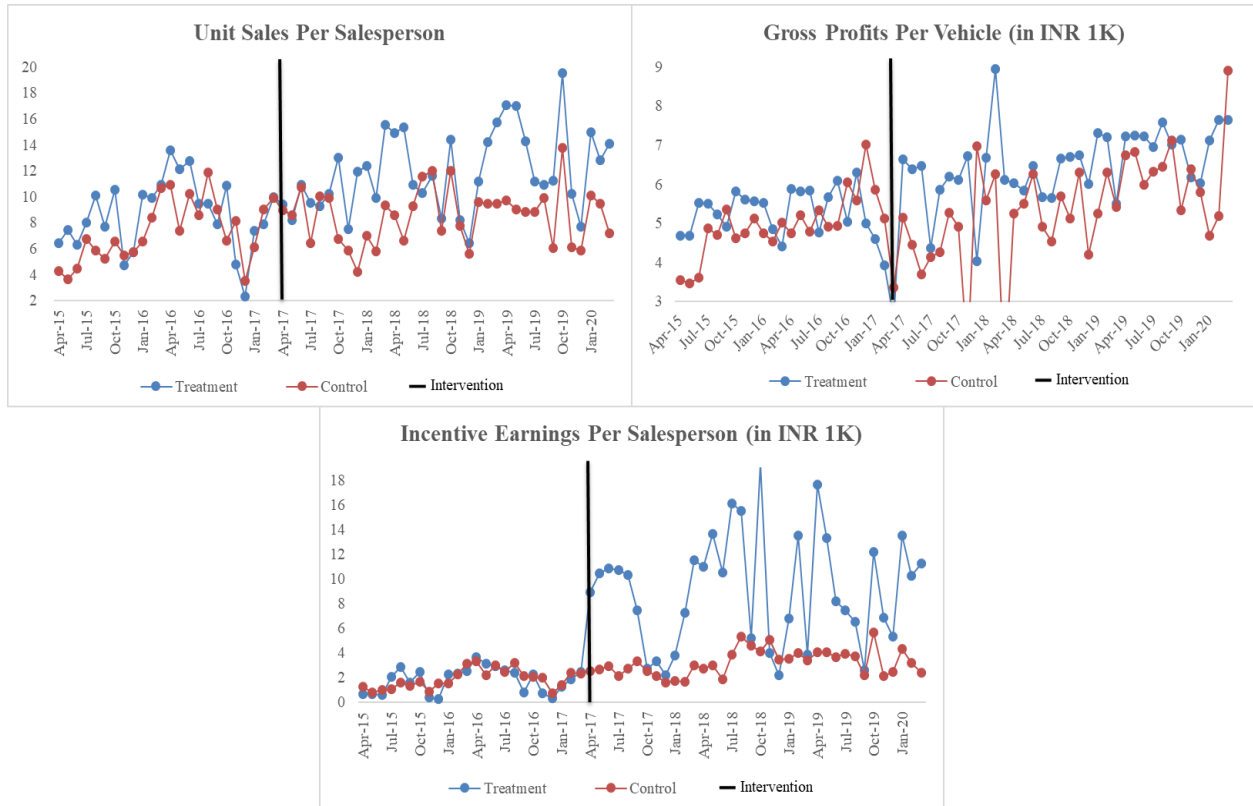 Unit Sales Per Salesperson
20
18
16
14
12
10
8
6
4
2
Apr-15
Jul-15
Oct-15
Jan-16
Apr-16
Jul-16
Oct-16
Jan-17
Apr-17
Jul-17
Oct-17
Jan-18
Apr-18
Jul-18
Oct-18
Jan-19
Apr-19
Jul-19
Oct-19
Jan-20
Treatment Control Intervention
Gross Profits Per Vehicle (in INR 1K)
9
8
7
6
5
4
3
Apr-15
Jul-15
Oct-15
Jan-16
Apr-16
Jul-16
Oct-16
Jan-17
Apr-17
Jul-17
Oct-17
Jan-18
Apr-18
Jul-18
Oct-18
Jan-19
Apr-19
Jul-19
Oct-19
Jan-20
Treatment Control Intervention
Incentive Earnings Per Salesperson (in INR 1K)
18
16
14
12
10
8
6
4
2
0
Apr-15
Jul-15
Oct-15
Jan-16
Apr-16
Jul-16
Oct-16
Jan-17
Apr-17
Jul-17
Oct-17
Jan-18
Apr-18
Jul-18
Oct-18
Jan-19
Apr-19
Jul-19
Oct-19
Jan-20
Treatment Control Intervention